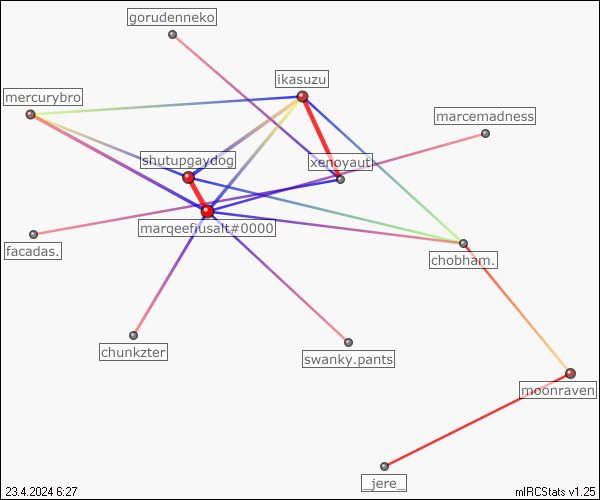 gorudenneko
ikasuzu
mercurybro
marcemadness
shutupgaydog
xenoyaut
marqeefiusalt#0000
facadas.
chobham.
chunkzter
swanky.pants
moonraven
_jere_
23.4.2024 6:27
mIRCStats v1.25